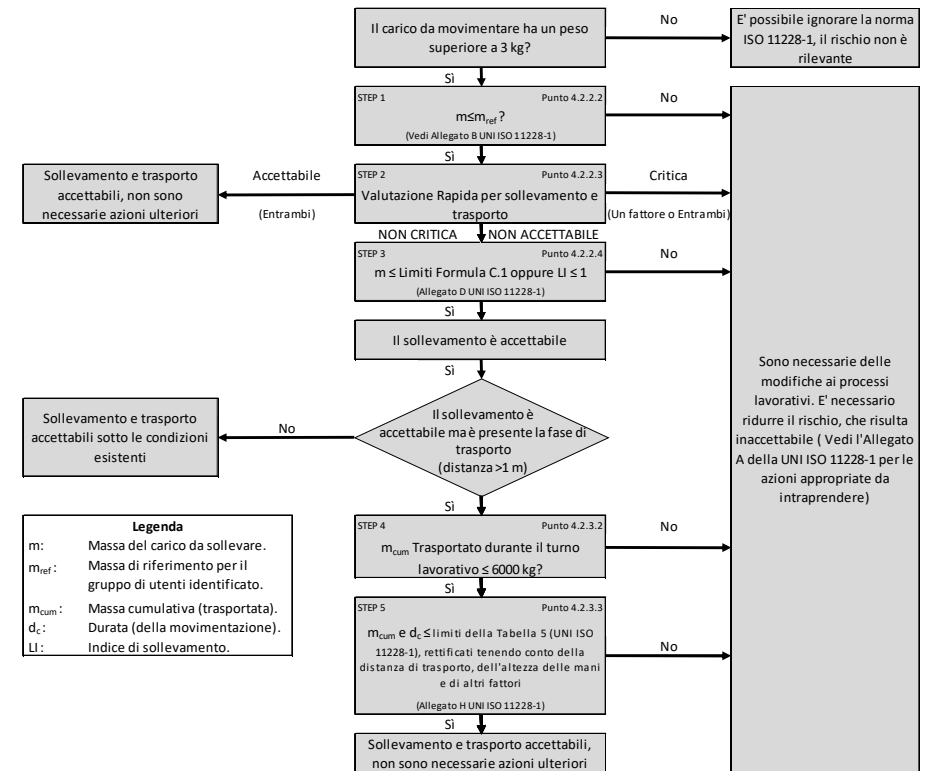 Il carico da movimentare ha un peso
superiore a 3 kg?
No
E' possibile ignorare la norma
ISO 11228-1, il rischio non è
rilevante
Sì
STEP 1
Punto 4.2.2.2
m≤mref ?
(Vedi Allegato B UNI ISO 11228-1)
No
Sì
STEP 2
Punto 4.2.2.3
Valutazione Rapida per sollevamento e
trasporto
Accettabile
(Entrambi)
Sollevamento e trasporto
accettabili, non sono
necessarie azioni ulteriori
Critica
(Un fattore o Entrambi)
NON CRITICA
NON ACCETTABILE
STEP 3
Punto 4.2.2.4
m ≤ Limiti Formula C.1 oppure LI ≤ 1
(Allegato D UNI ISO 11228-1)
No
Sì
Il sollevamento è accettabile
Sì
Il sollevamento è
accettabile ma è presente la fase di
trasporto
(distanza >1 m)
No
Sollevamento e trasporto
accettabili sotto le condizioni
esistenti
Sono necessarie delle
modifiche ai processi
lavorativi. E' necessario
ridurre il rischio, che risulta
inaccettabile ( Vedi l'Allegato
A della UNI ISO 11228-1 per le
azioni appropriate da
intraprendere)
Sì
STEP 4
Punto 4.2.3.2
mcum Trasportato durante il turno
lavorativo ≤ 6000 kg?
No
Sì
STEP 5
Punto 4.2.3.3
mcum e dc ≤ limiti della Tabella 5 (UNI ISO
11228-1), rettificati tenendo conto della
distanza di trasporto, dell'altezza delle mani
e di altri fattori
(Allegato H UNI ISO 11228-1)
No
Sì
Sollevamento e trasporto accettabili,
non sono necessarie azioni ulteriori
Legenda
m: Massa del carico da sollevare.
mref : Massa di riferimento per il
gruppo di utenti identificato.
mcum : Massa cumulativa (trasportata).
dc : Durata (della movimentazione).
LI : Indice di sollevamento.